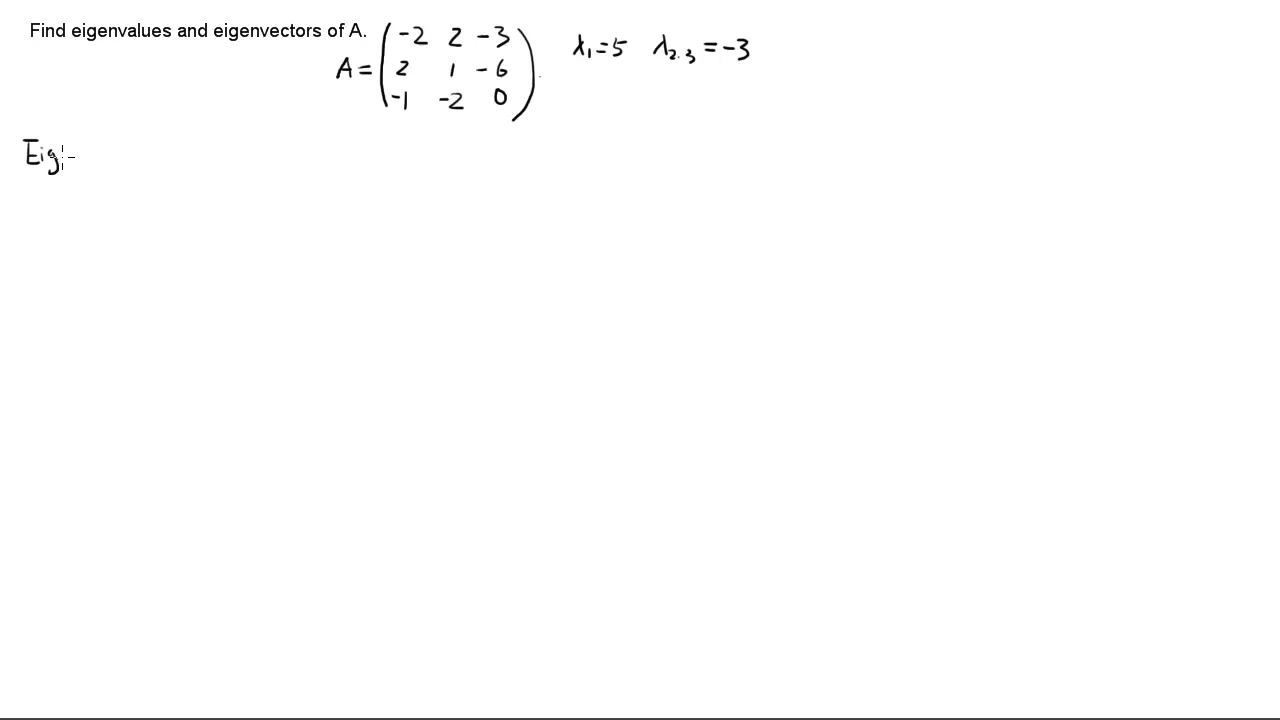 Find eigenvalues and eigenvectors of A.
A = ( -2 2 -3
2 1 -6
-1 -2 0 )
λ₁=5 λ₂.₃ = -3
Eig